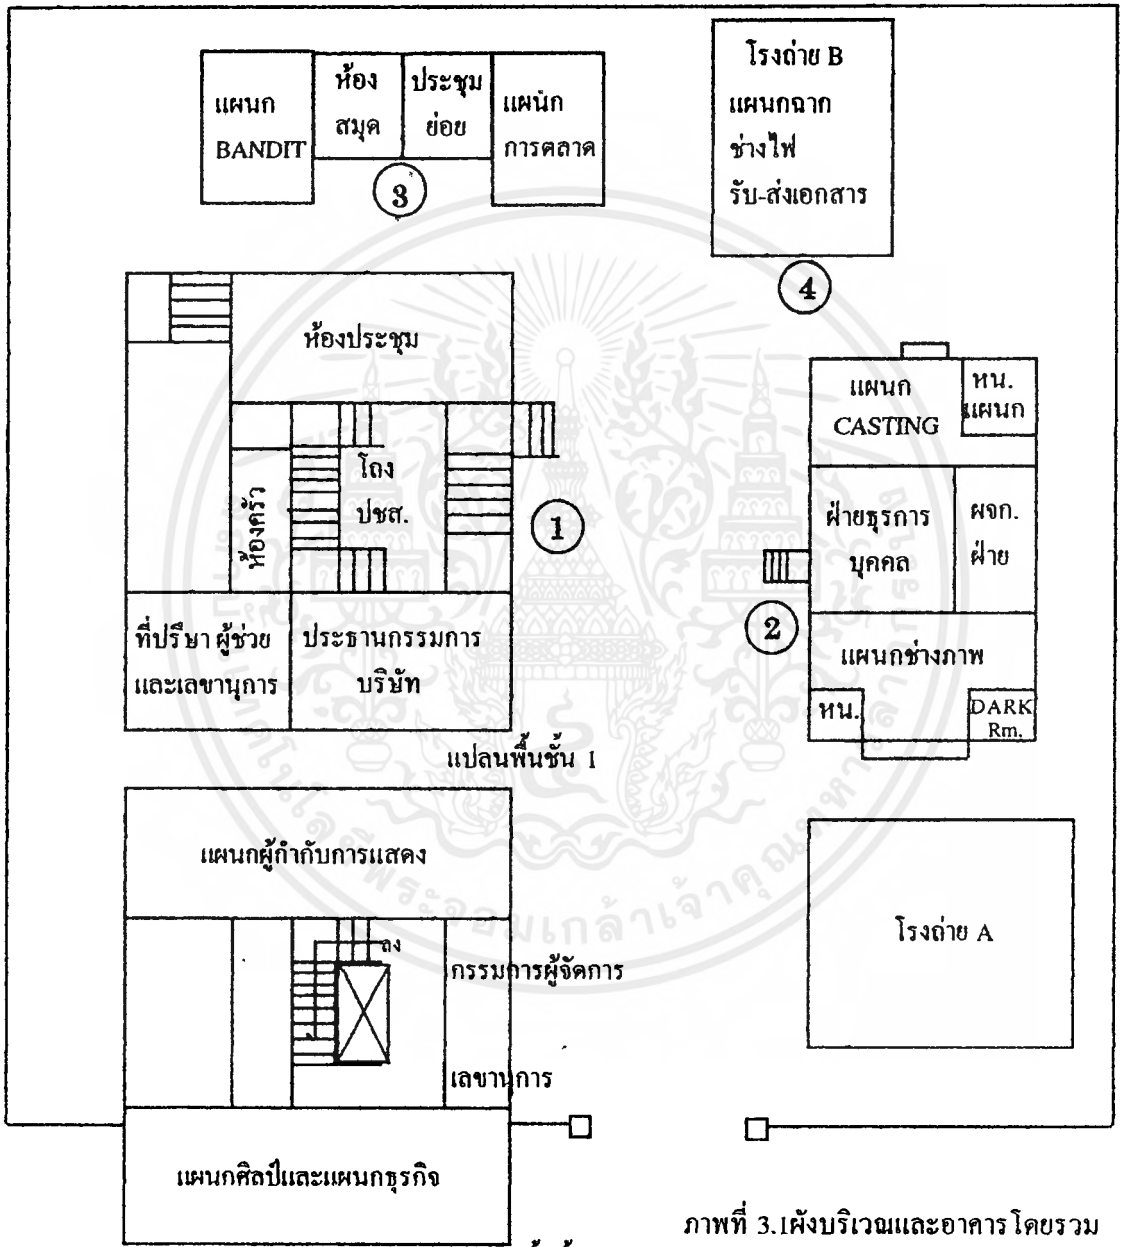 แผนก
BANDIT
ห้อง
สมุด
ประชุม
ย่อย
แผนก
การตลาด
3
โรงถ่าย B
แผนกฉาก
ช่างไฟ
รับ-ส่งเอกสาร
4
ห้องประชุม
โถง
ปชส.
ห้องครัว
1
ที่ปรึษา ผู้ช่วย
และเลขานุการ
ประธานกรรมการ
บริษัท
แปลนพื้นชั้น 1
แผนก
CASTING
หน.
แผนก
ฝ่ายธุรการ
บุคคล
ผจก.
ฝ่าย
2
แผนกช่างภาพ
หน.
DARK
Rm.
แผนกผู้กำกับการแสดง
ลง
กรรมการผู้จัดการ
เลขานุการ
แผนกศิลป์และแผนกธุรกิจ
โรงถ่าย A
ภาพที่ 3.1ผังบริเวณและอาคารโดยรวม